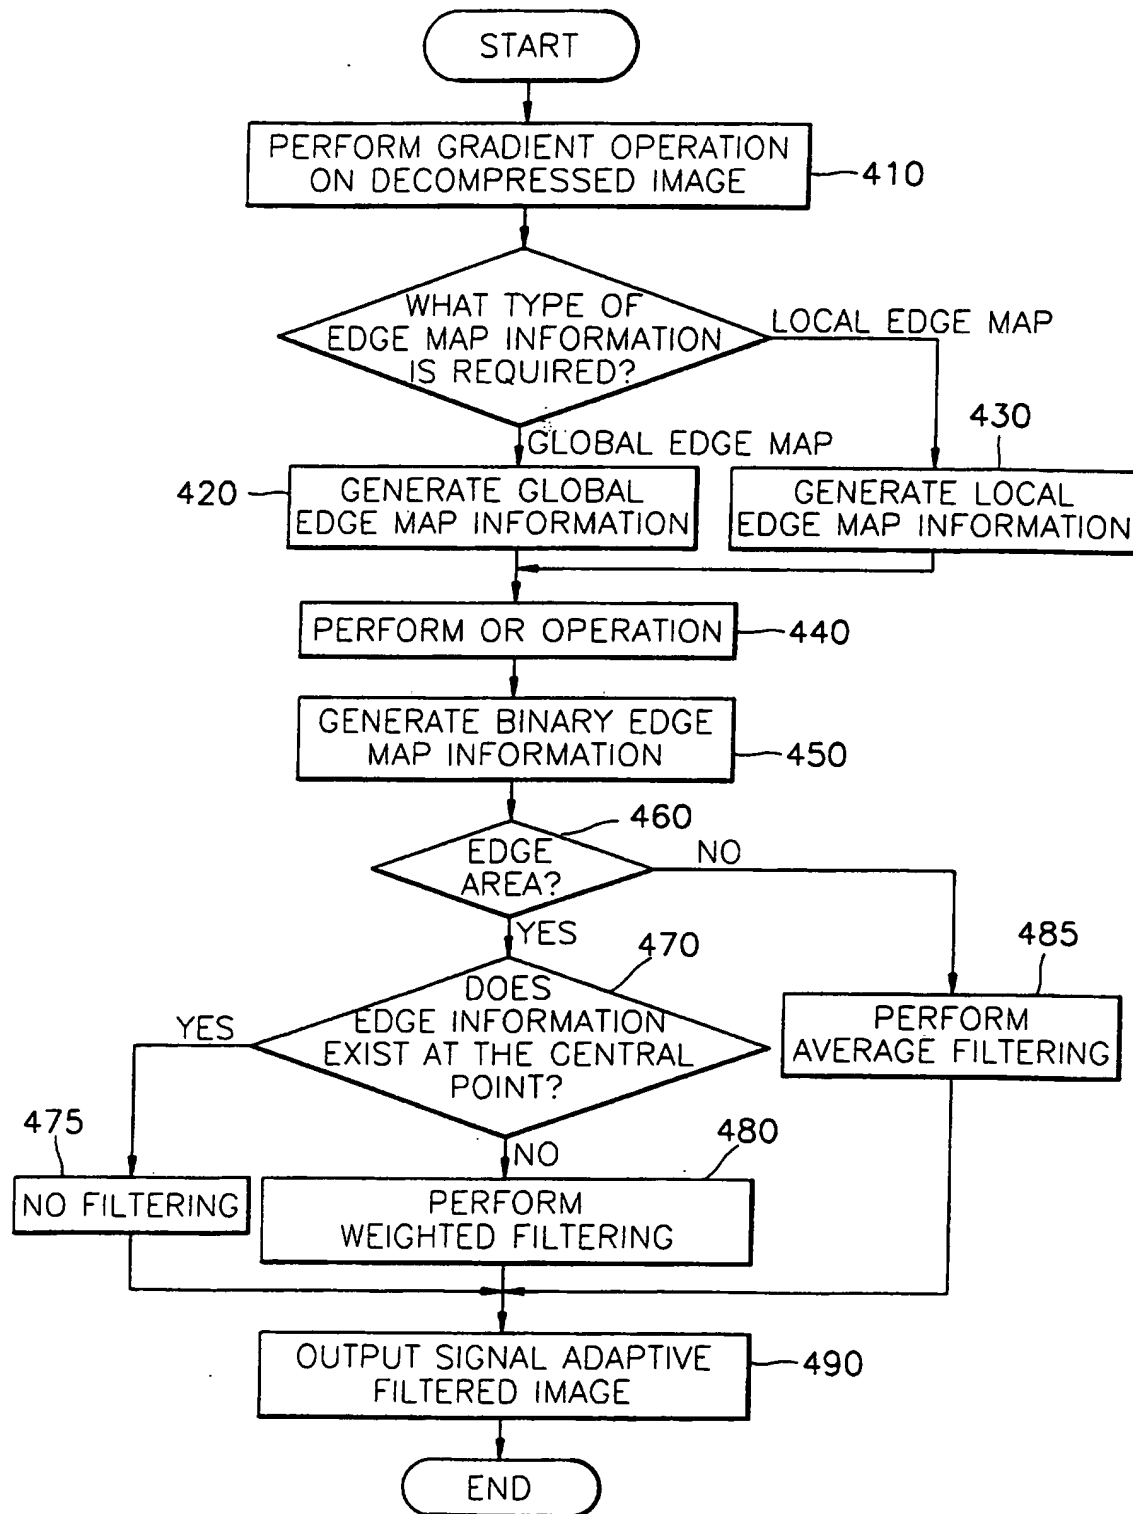 START
PERFORM GRADIENT OPERATION
ON DECOMPRESSED IMAGE
410
WHAT TYPE OF
EDGE MAP INFORMATION
IS REQUIRED?
LOCAL EDGE MAP
GLOBAL EDGE MAP
420
GENERATE GLOBAL
EDGE MAP INFORMATION
430
GENERATE LOCAL
EDGE MAP INFORMATION
PERFORM OR OPERATION
440
GENERATE BINARY EDGE
MAP INFORMATION
450
460
EDGE
AREA?
NO
YES
470
DOES
EDGE INFORMATION
EXIST AT THE CENTRAL
POINT?
YES
485
PERFORM
AVERAGE FILTERING
475
NO FILTERING
NO
480
PERFORM
WEIGHTED FILTERING
OUTPUT SIGNAL ADAPTIVE
FILTERED IMAGE
490
END